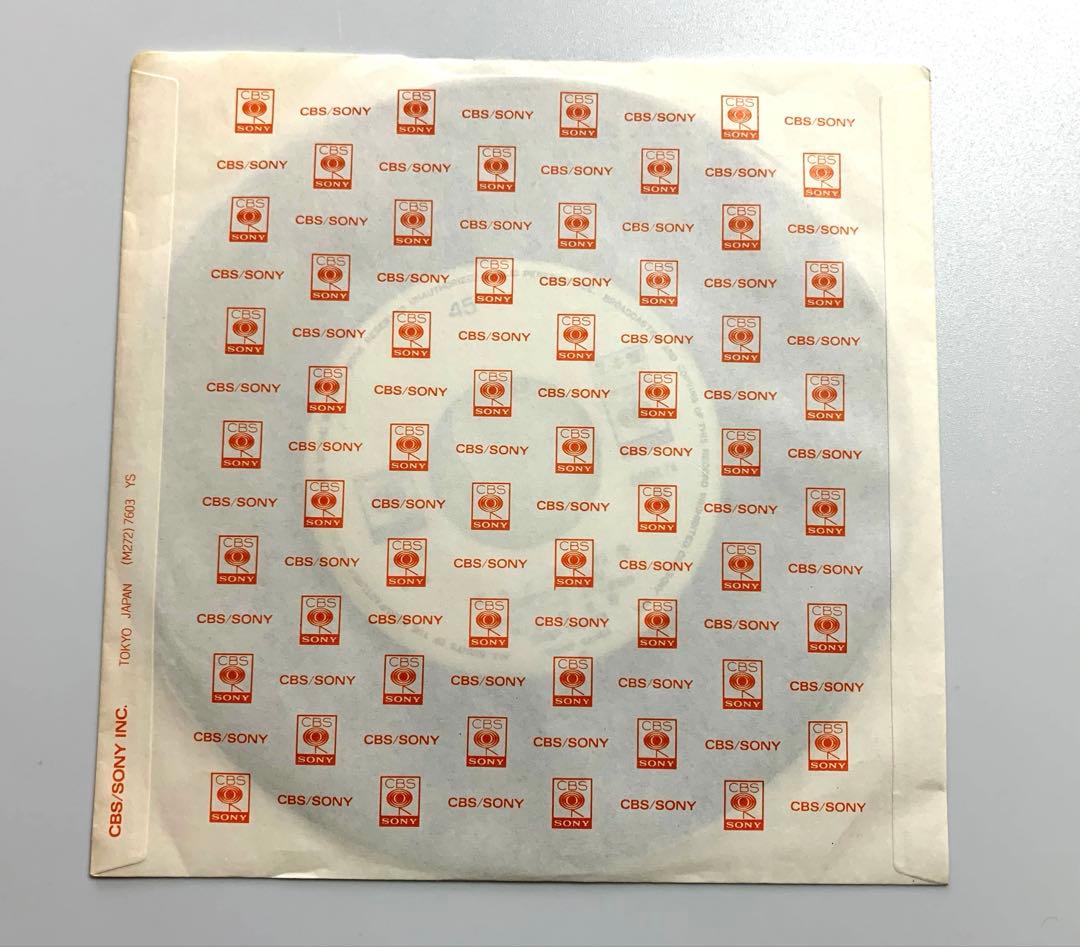 CBS SONY CBS/SONY CBS SONY CBS/SONY CBS SONY CBS/SONY CBS SONY CBS/SONY
CBS/SONY CBS SONY CBS/SONY CBS SONY CBS/SONY CBS SONY CBS/SONY CBS SONY
CBS SONY CBS/SONY CBS SONY CBS/SONY CBS SONY CBS/SONY CBS SONY CBS/SONY
CBS/SONY CBS SONY CBS/SONY CBS SONY CBS/SONY CBS SONY CBS/SONY CBS SONY
CBS SONY CBS/SONY CBS SONY CBS/SONY CBS SONY CBS/SONY CBS SONY CBS/SONY
CBS/SONY CBS SONY CBS/SONY CBS SONY CBS/SONY CBS SONY CBS/SONY CBS SONY
CBS SONY CBS/SONY CBS SONY CBS/SONY CBS SONY CBS/SONY CBS SONY CBS/SONY
CBS/SONY CBS SONY CBS/SONY CBS SONY CBS/SONY CBS SONY CBS/SONY CBS SONY
CBS SONY CBS/SONY CBS SONY CBS/SONY CBS SONY CBS/SONY CBS SONY CBS/SONY
CBS/SONY CBS SONY CBS/SONY CBS SONY CBS/SONY CBS SONY CBS/SONY CBS SONY
CBS SONY CBS/SONY CBS SONY CBS/SONY CBS SONY CBS/SONY CBS SONY CBS/SONY
CBS/SONY CBS SONY CBS/SONY CBS SONY CBS/SONY CBS SONY CBS/SONY CBS SONY
CBS SONY CBS/SONY CBS SONY CBS/SONY CBS SONY CBS/SONY CBS SONY CBS/SONY
CBS/SONY INC. TOKYO JAPAN (M272) 7603 YS
45
UNAUTHORIZED BROADCASTING AND OF THIS RECORD PROHIBITED